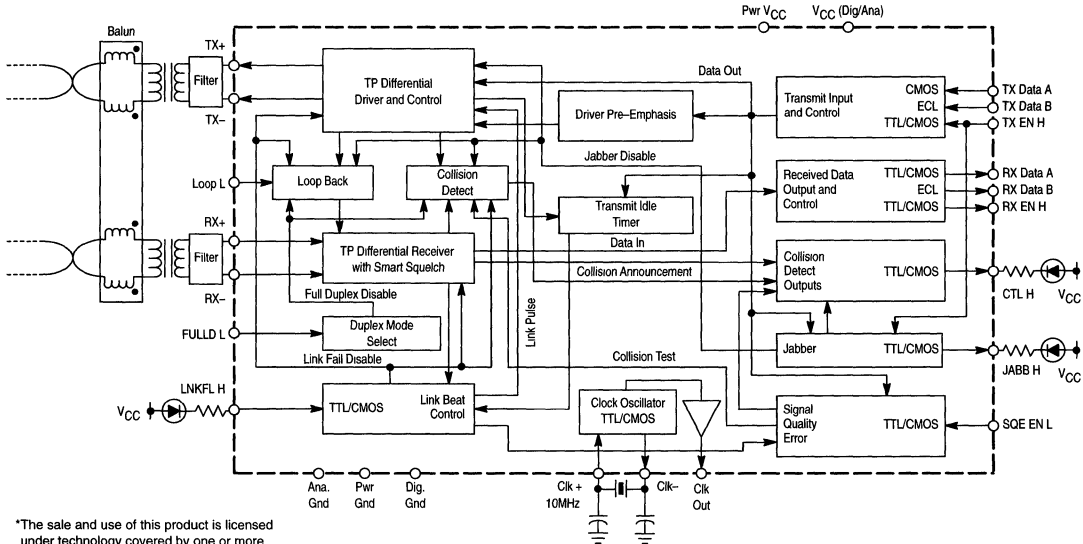 Pwr VCC
VCC (Dig/Ana)
Balun
TX+
Filter
TX–
TP Differential
Driver and Control
Data Out
Driver Pre–Emphasis
Transmit Input
and Control
CMOS
ECL
TTL/CMOS
TX Data A
TX Data B
TX EN H
Jabber Disable
Loop L
Loop Back
Collision
Detect
Transmit Idle
Timer
Received Data
Output and
Control
TTL/CMOS
ECL
TTL/CMOS
RX Data A
RX Data B
RX EN H
RX+
Filter
RX–
TP Differential Receiver
with Smart Squelch
Data In
Collision Announcement
Collision
Detect
Outputs
TTL/CMOS
CTL H
VCC
Full Duplex Disable
FULLD L
Duplex Mode
Select
Link Pulse
Jabber
TTL/CMOS
JABB H
VCC
Link Fail Disable
Collision Test
LNKFL H
VCC
TTL/CMOS
Link Beat
Control
Clock Oscillator
TTL/CMOS
Signal
Quality
Error
TTL/CMOS
SQE EN L
Ana.
Gnd
Pwr
Gnd
Dig.
Gnd
Clk +
10MHz
Clk–
Clk
Out
*The sale and use of this product is licensed
under technology covered by one or more